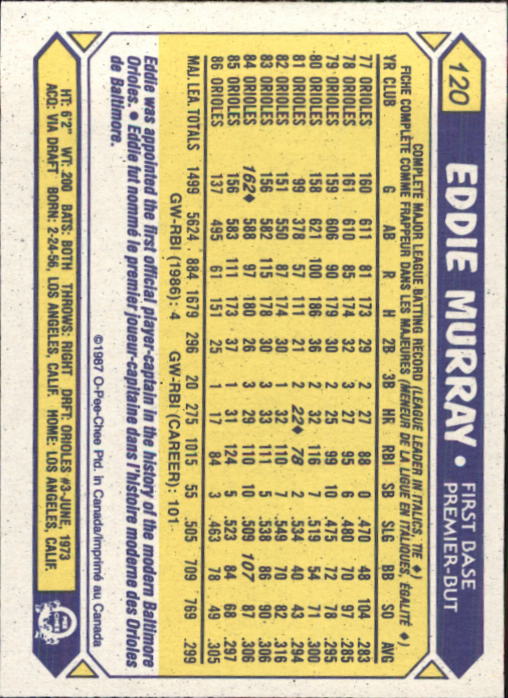 120
EDDIE MURRAY • FIRST BASE
PREMIER-BUT
COMPLETE MAJOR LEAGUE BATTING RECORD (LEAGUE LEADER IN ITALICS, TIE ♦)
FICHE COMPLÈTE COMME FRAPPEUR DANS LES MAJEURES (MENEUR DE LA LIGUE EN ITALIQUES, ÉGALITÉ ♦)
YR CLUB G AB R H 2B 3B HR RBI SB SLG BB SO AVG
77 ORIOLES 160 611 81 173 29 2 27 88 0 .470 48 104 .283
78 ORIOLES 161 610 85 174 32 3 27 95 6 .480 70 97 .285
79 ORIOLES 159 606 90 179 30 2 25 99 10 .475 72 78 .295
80 ORIOLES 158 621 100 186 36 2 32 116 7 .519 54 71 .300
81 ORIOLES 99 378 57 111 21 2 22♦ 78 2 .534 40 43 .294
82 ORIOLES 151 550 87 174 30 1 32 110 7 .549 70 82 .316
83 ORIOLES 156 582 115 178 30 3 33 111 5 .538 86 90 .306
84 ORIOLES 162♦ 588 97 180 26 3 29 110 10 .509 107 87 .306
85 ORIOLES 156 583 111 173 37 1 31 124 5 .523 84 68 .297
86 ORIOLES 137 495 61 151 25 1 17 84 3 .463 78 49 .305
MAJ. LEA. TOTALS 1499 5624 884 1679 296 20 275 1015 55 .505 709 769 .299
GW-RBI (1986): 4 GW-RBI (CAREER): 101
Eddie was appointed the first official player-captain in the history of the modern Baltimore
Orioles. • Eddie fut nommé le premier joueur-capitaine dans l'histoire moderne des Orioles
de Baltimore.
©1987 O-Pee-Chee Ptd. in Canada/Imprimé au Canada
HT: 6'2" WT: 200 BATS: BOTH THROWS: RIGHT DRFT: ORIOLES #3-JUNE, 1973
ACQ: VIA DRAFT BORN: 2-24-56, LOS ANGELES, CALIF. HOME: LOS ANGELES, CALIF.
O-PEE-CHEE